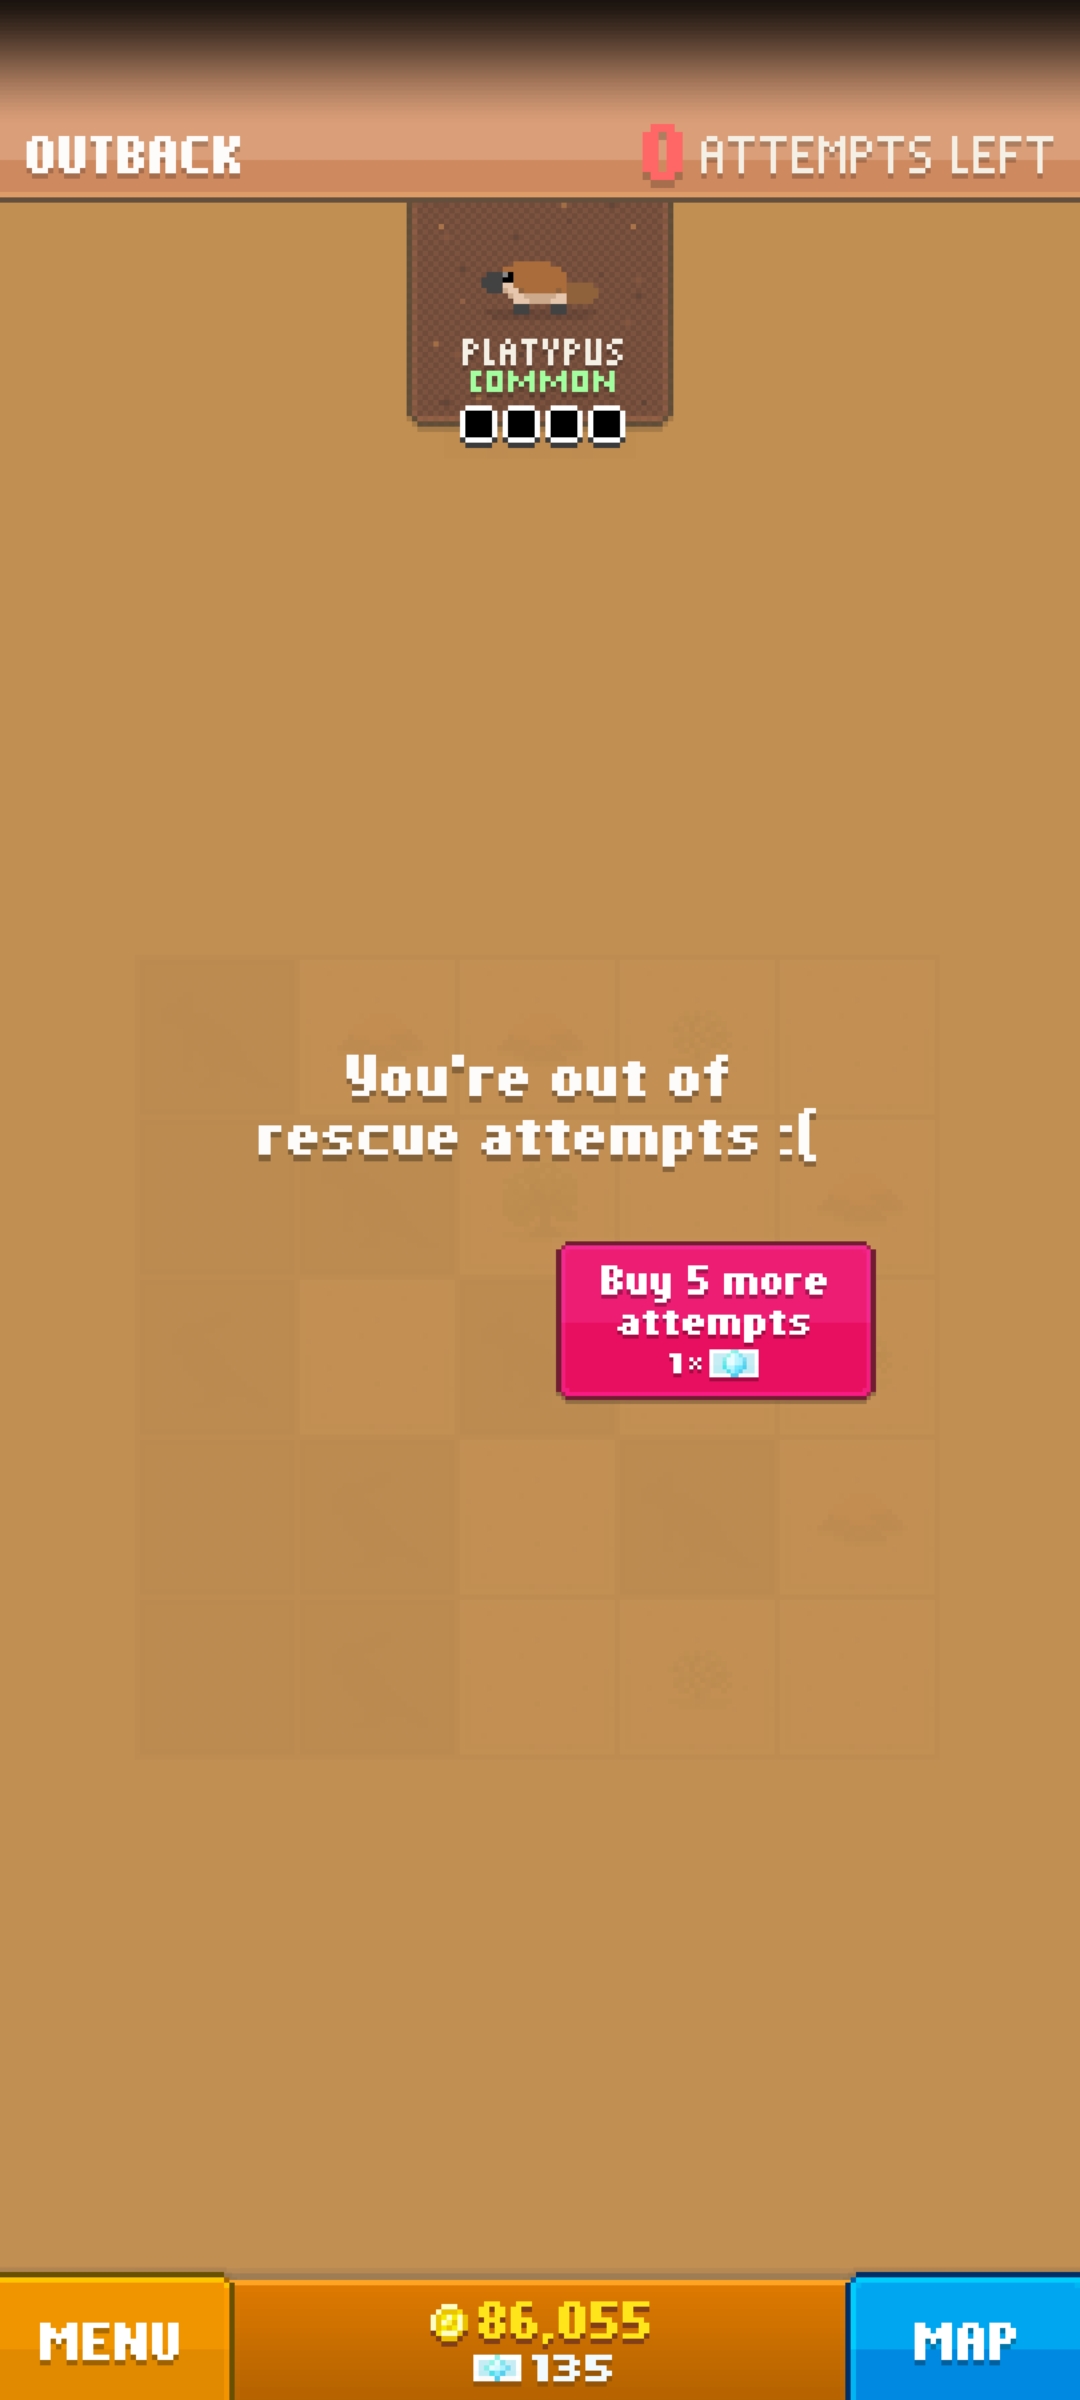 OUTBACK
0 ATTEMPTS LEFT
PLATYPUS
COMMON
You're out of
rescue attempts :(
Buy 5 more
attempts
1×
MENU
86,055
135
MAP